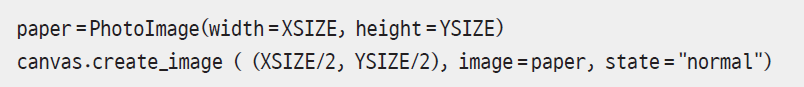 paper=PhotoImage(width=XSIZE, height=YSIZE)
canvas.create_image ( (XSIZE/2, YSIZE/2), image=paper, state="normal")